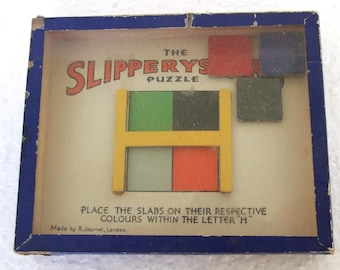 THE
SLIPPERYS
PUZZLE
PLACE THE SLABS ON THEIR RESPECTIVE
COLOURS WITHIN THE LETTER "H"
Made by R. Journet, London.